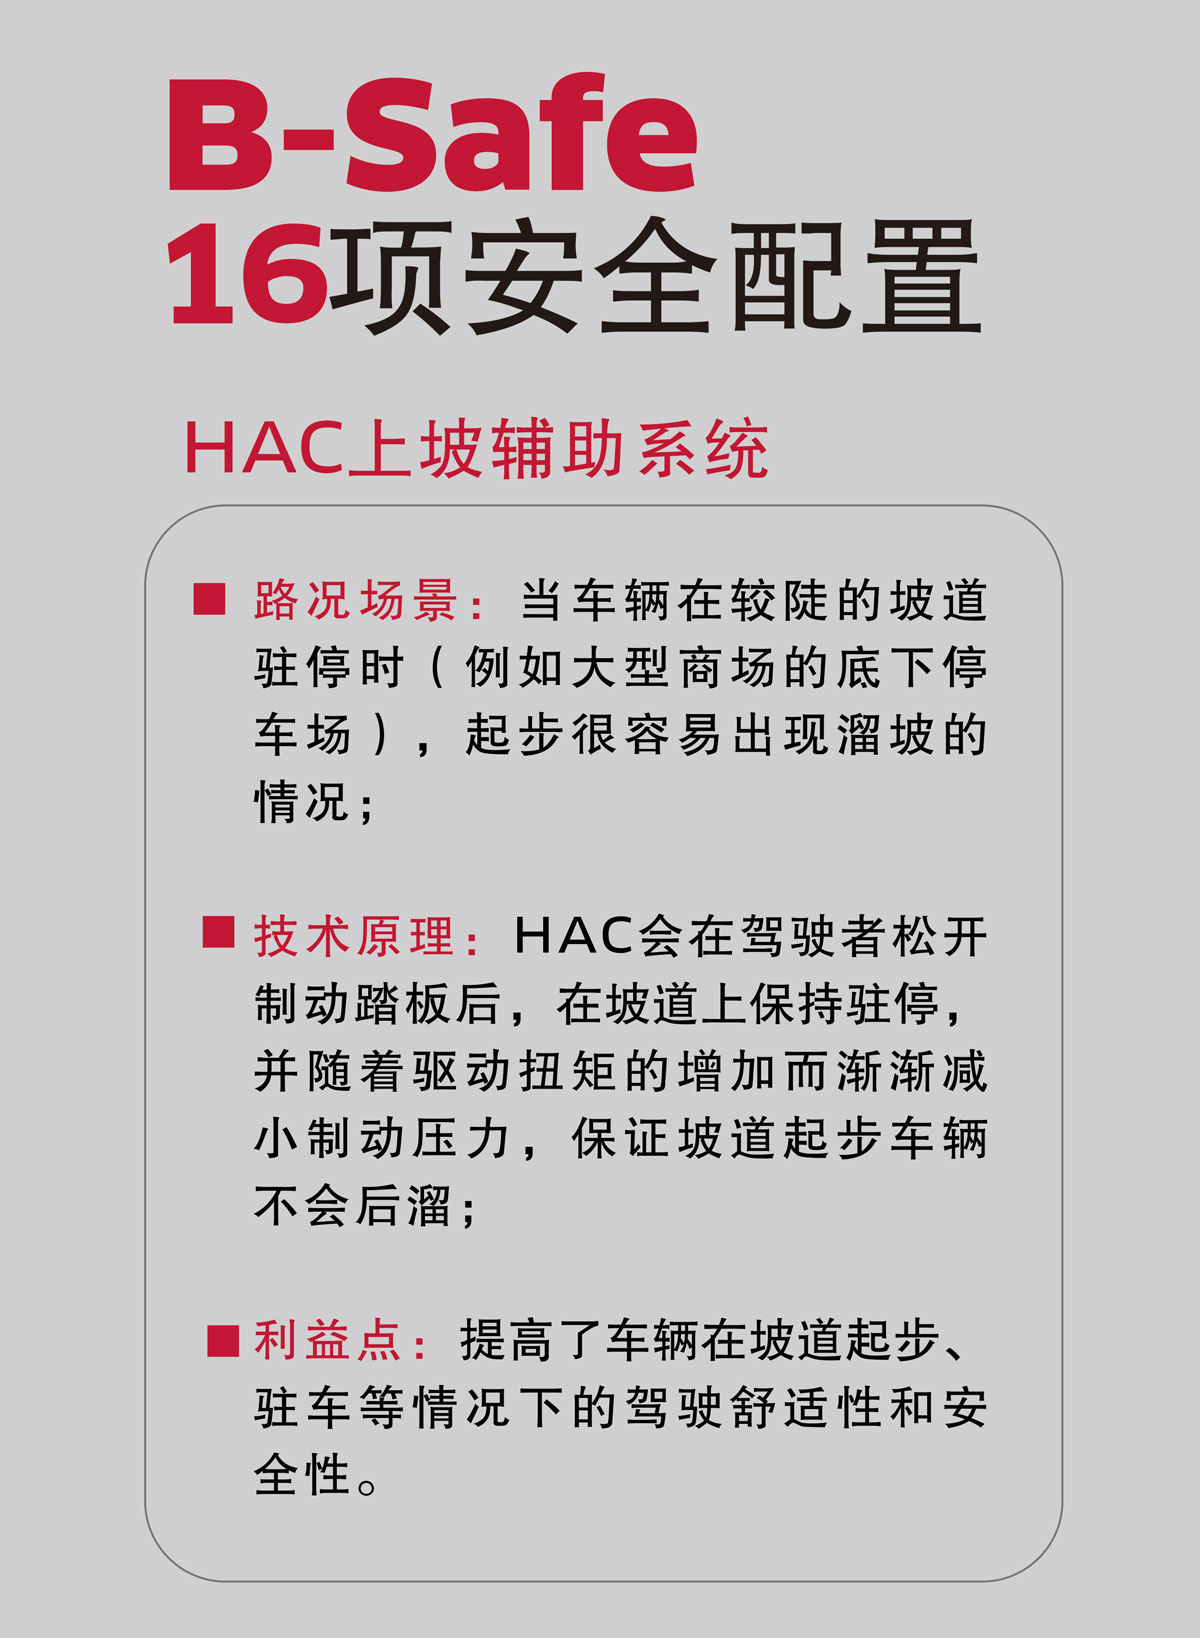 B-Safe
16项安全配置
HAC上坡辅助系统
■ 路况场景：当车辆在较陡的坡道
驻停时（例如大型商场的底下停
车场），起步很容易出现溜坡的
情况；
■ 技术原理：HAC会在驾驶者松开
制动踏板后，在坡道上保持驻停，
并随着驱动扭矩的增加而渐渐减
小制动压力，保证坡道起步车辆
不会后溜；
■ 利益点：提高了车辆在坡道起步、
驻车等情况下的驾驶舒适性和安
全性。